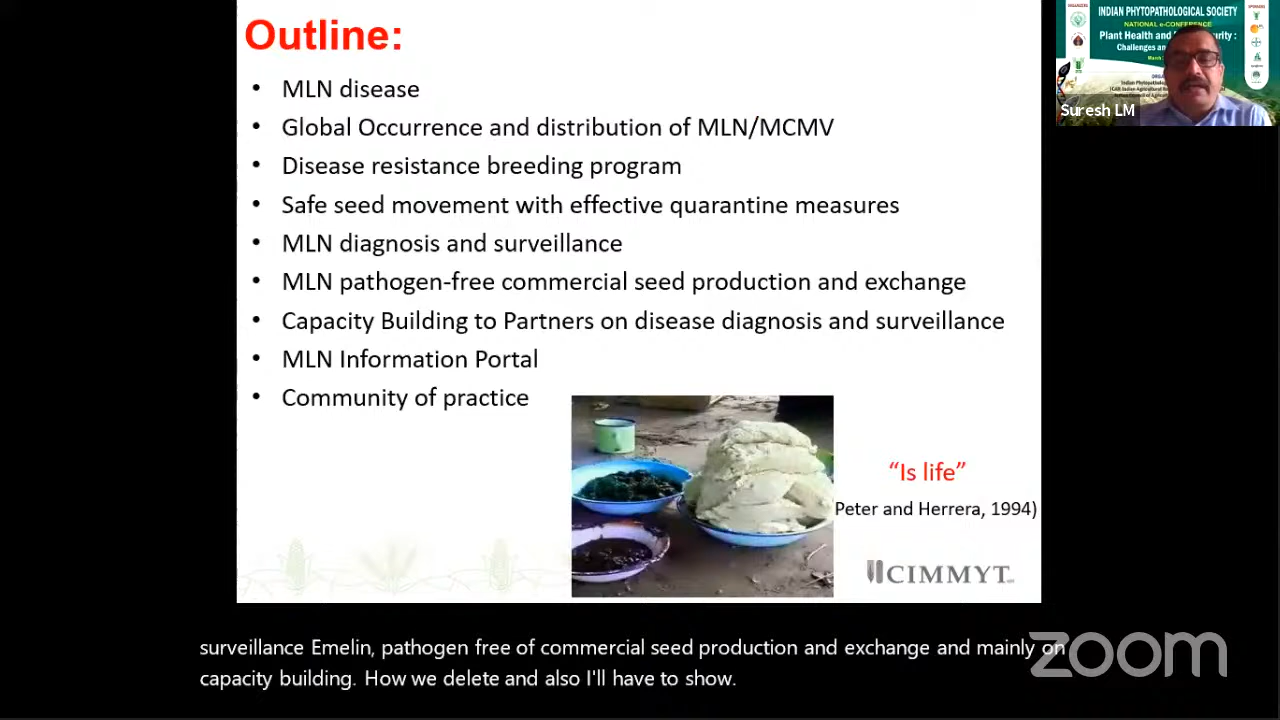 Outline:
• MLN disease
• Global Occurrence and distribution of MLN/MCMV
• Disease resistance breeding program
• Safe seed movement with effective quarantine measures
• MLN diagnosis and surveillance
• MLN pathogen-free commercial seed production and exchange
• Capacity Building to Partners on disease diagnosis and surveillance
• MLN Information Portal
• Community of practice
“Is life”
Peter and Herrera, 1994)
CIMMYT
INDIAN PHYTOPATHOLOGICAL SOCIETY
NATIONAL e-CONFERENCE
Plant Health and
Challenges
Suresh LM
surveillance Emelin, pathogen free of commercial seed production and exchange and mainly on
capacity building. How we delete and also I'll have to show.
zoom